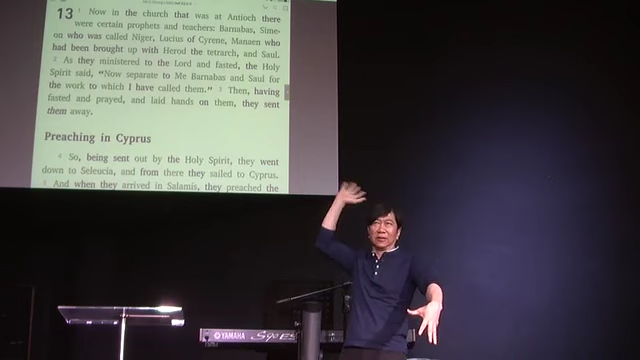 13 1 Now in the church that was at Antioch there
were certain prophets and teachers: Barnabas, Sime-
on who was called Niger, Lucius of Cyrene, Manaen who
had been brought up with Herod the tetrarch, and Saul.
2 As they ministered to the Lord and fasted, the Holy
Spirit said, "Now separate to Me Barnabas and Saul for
the work to which I have called them." 3 Then, having
fasted and prayed, and laid hands on them, they sent
them away.
Preaching in Cyprus
4 So, being sent out by the Holy Spirit, they went
down to Seleucia, and from there they sailed to Cyprus.
5 And when they arrived in Salamis, they preached the
YAMAHA S90 ES